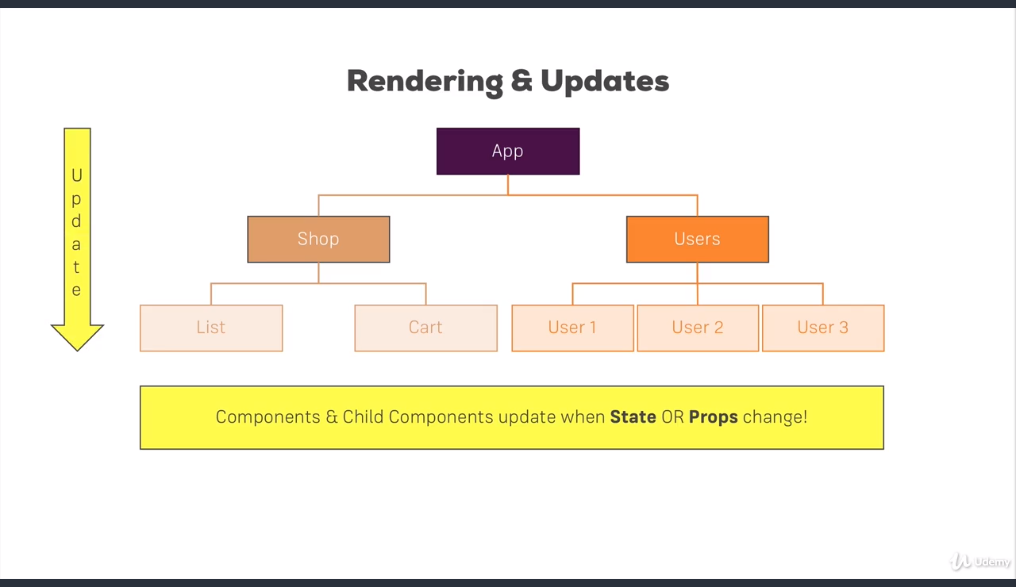 Rendering & Updates
App
Update
Shop
Users
List
Cart
User 1
User 2
User 3
Components & Child Components update when State OR Props change!
Udemy